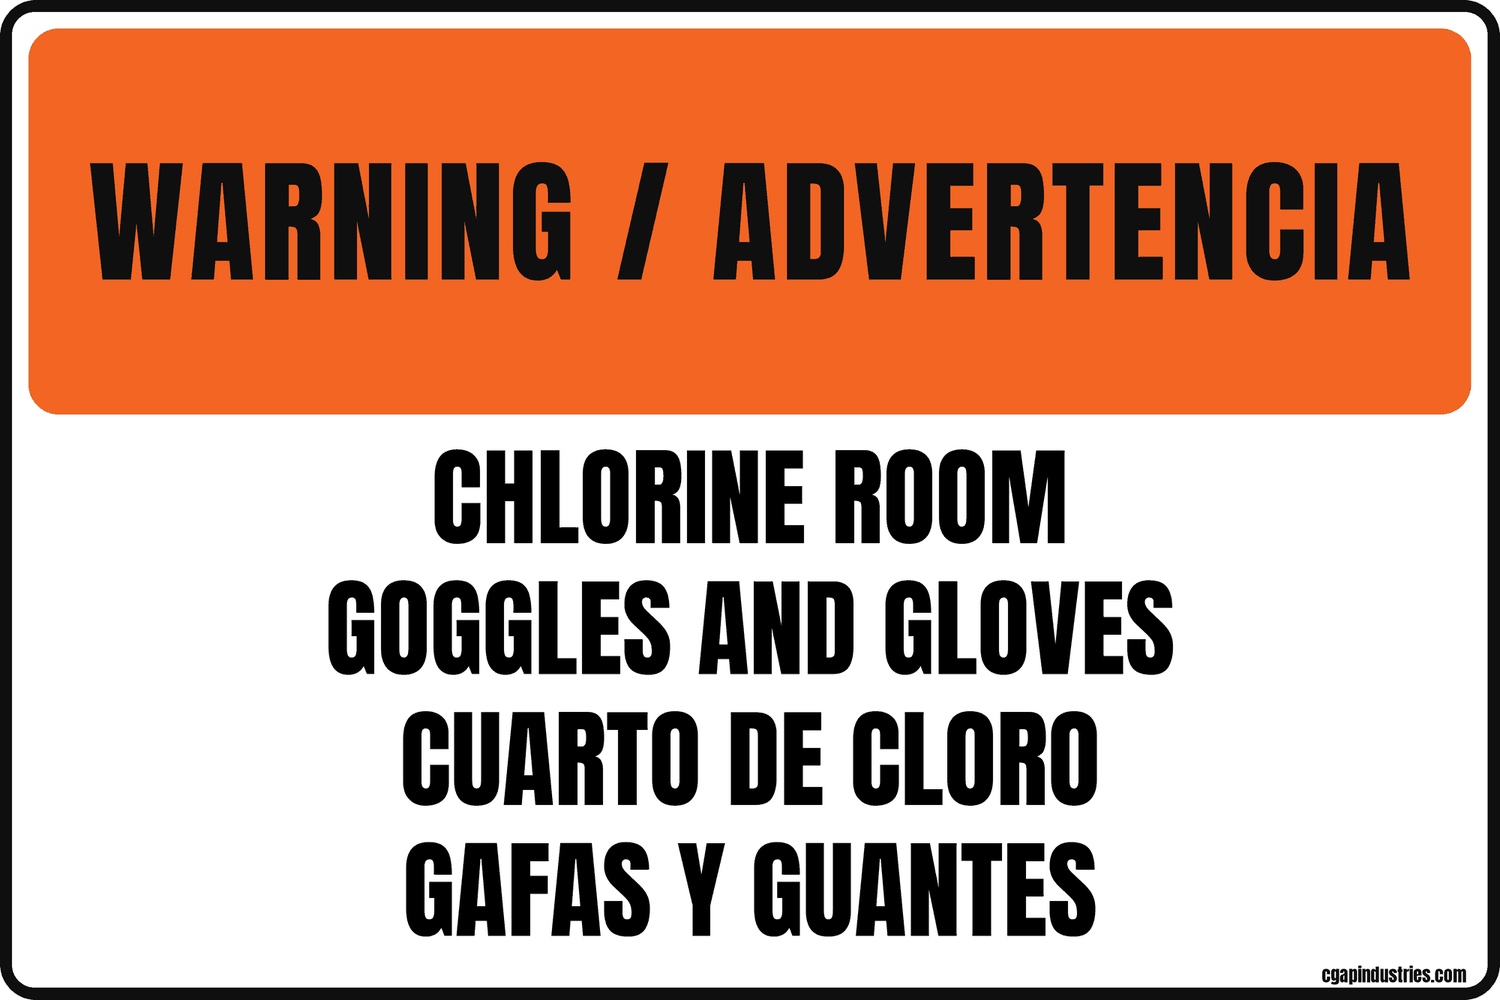 WARNING / ADVERTENCIA
CHLORINE ROOM
GOGGLES AND GLOVES
CUARTO DE CLORO
GAFAS Y GUANTES
cgapindustries.com